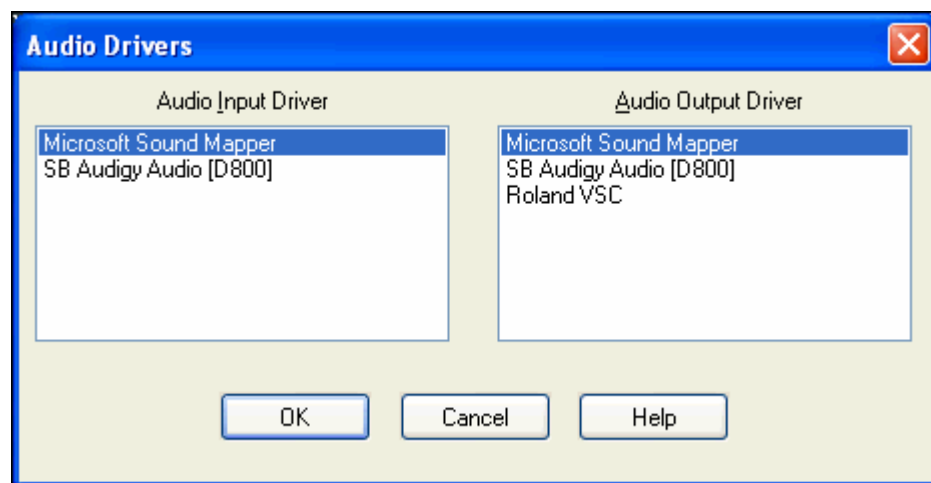 Audio Drivers
Audio Input Driver
Microsoft Sound Mapper
SB Audigy Audio [D800]
Audio Output Driver
Microsoft Sound Mapper
SB Audigy Audio [D800]
Roland VSC
OK
Cancel
Help